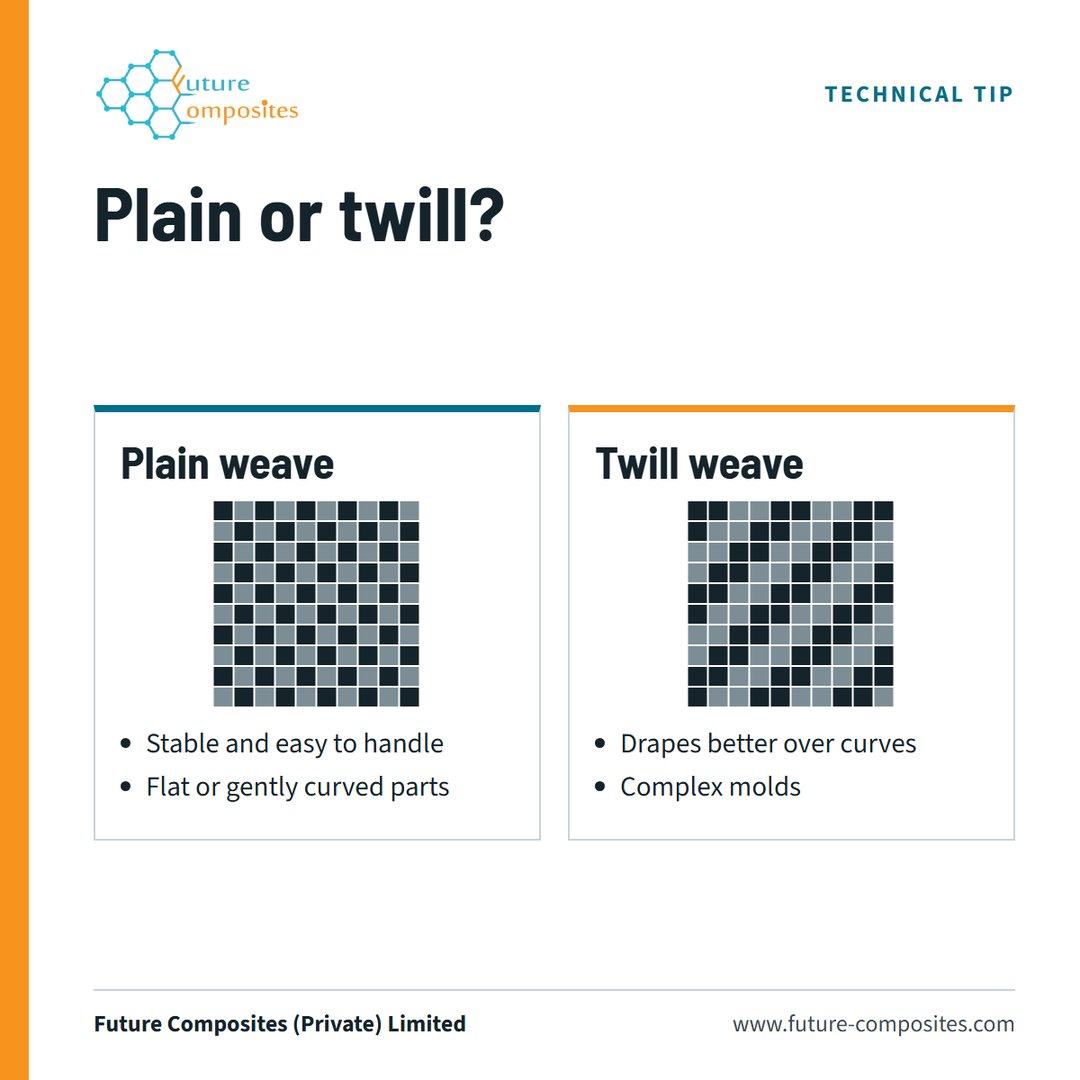 Future
Composites
TECHNICAL TIP
Plain or twill?
Plain weave
• Stable and easy to handle
• Flat or gently curved parts
Twill weave
• Drapes better over curves
• Complex molds
Future Composites (Private) Limited
www.future-composites.com